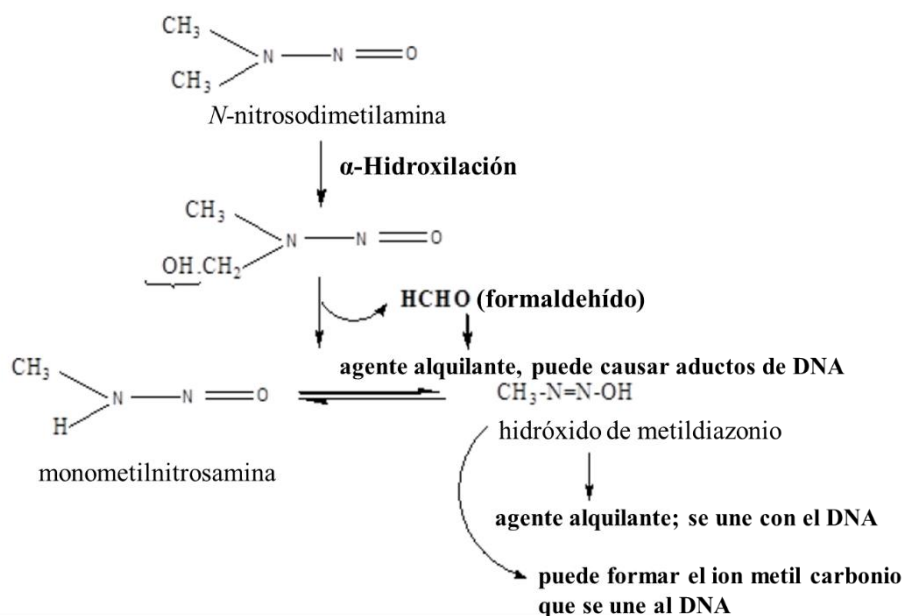 CH3
N N O
CH3
N-nitrosodimetilamina
α-Hidroxilación
CH3
N N O
OH.CH2
HCHO (formaldehído)
agente alquilante, puede causar aductos de DNA
CH3
N N O
H
CH3-N=N-OH
monometilnitrosamina
hidróxido de metildiazonio
agente alquilante; se une con el DNA
puede formar el ion metil carbonio
que se une al DNA